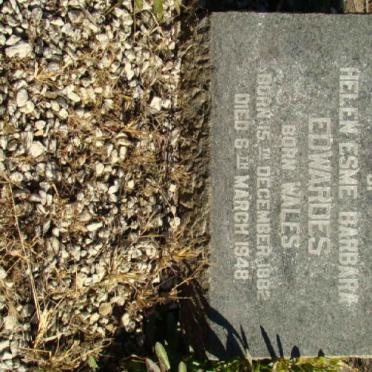 HELEN ESME BARBARA
EDWARDES
BORN WALES
BORN 15TH DECEMBER 1882
DIED 6TH MARCH 1948